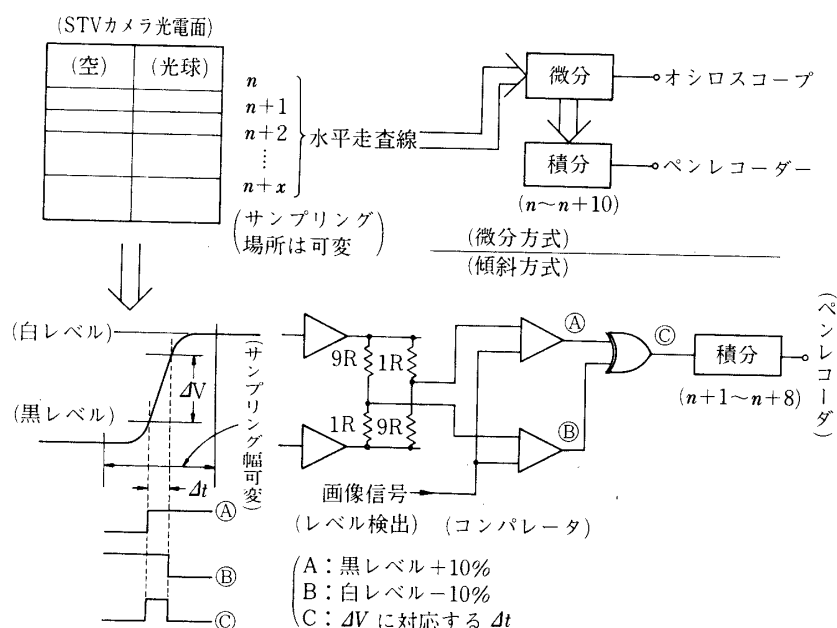 (STVカメラ光電面)
(空)
(光球)
n
n+1
n+2
⋮
n+x
水平走査線
(サンプリング
場所は可変)
微分
オシロスコープ
積分
ペンレコーダー
(n~n+10)
(微分方式)
(傾斜方式)
(白レベル)
(黒レベル)
ΔV
Δt
(サンプリング幅可変)
Ⓐ
Ⓑ
Ⓒ
9R
1R
1R
9R
画像信号
(レベル検出)
(コンパレータ)
Ⓐ
Ⓑ
Ⓒ
積分
(n+1~n+8)
(ペンレコーダ)
A:黒レベル+10%
B:白レベル−10%
C:ΔVに対応するΔt